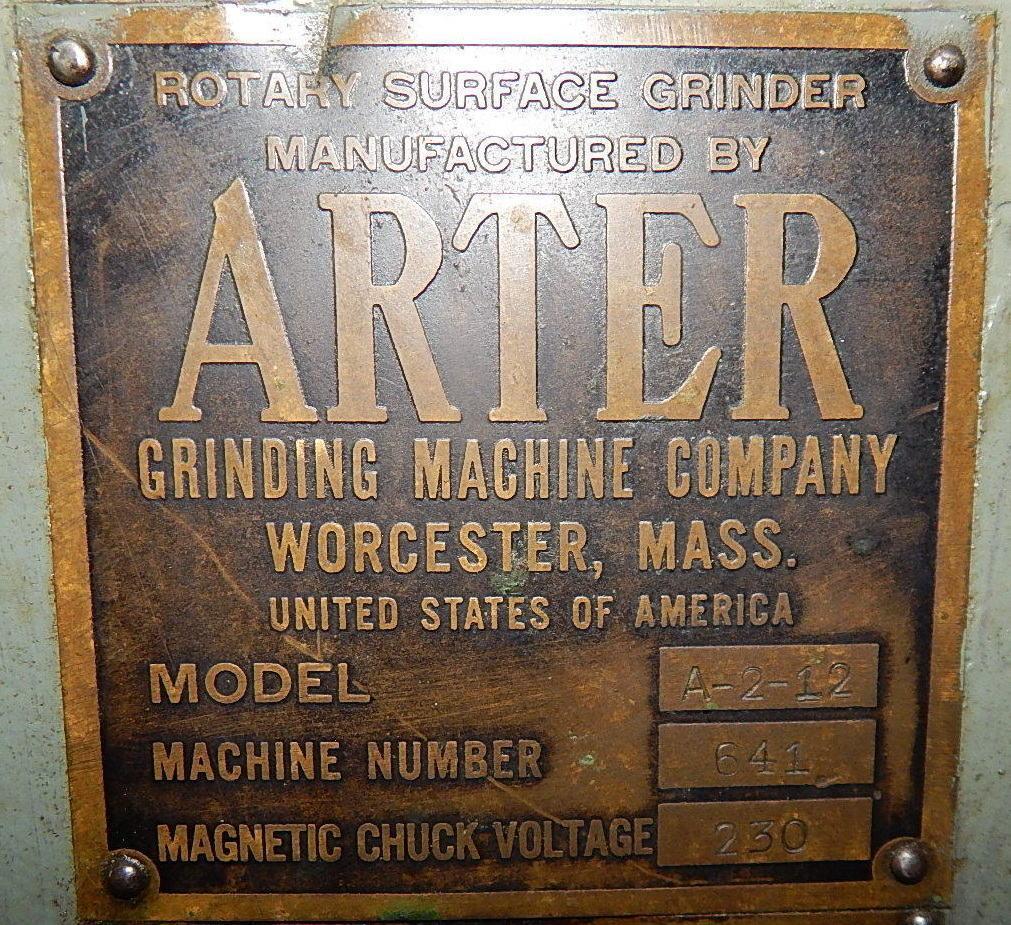 ROTARY SURFACE GRINDER
MANUFACTURED BY
ARTER
GRINDING MACHINE COMPANY
WORCESTER, MASS.
UNITED STATES OF AMERICA
MODEL A-2-12
MACHINE NUMBER 641
MAGNETIC CHUCK VOLTAGE 230